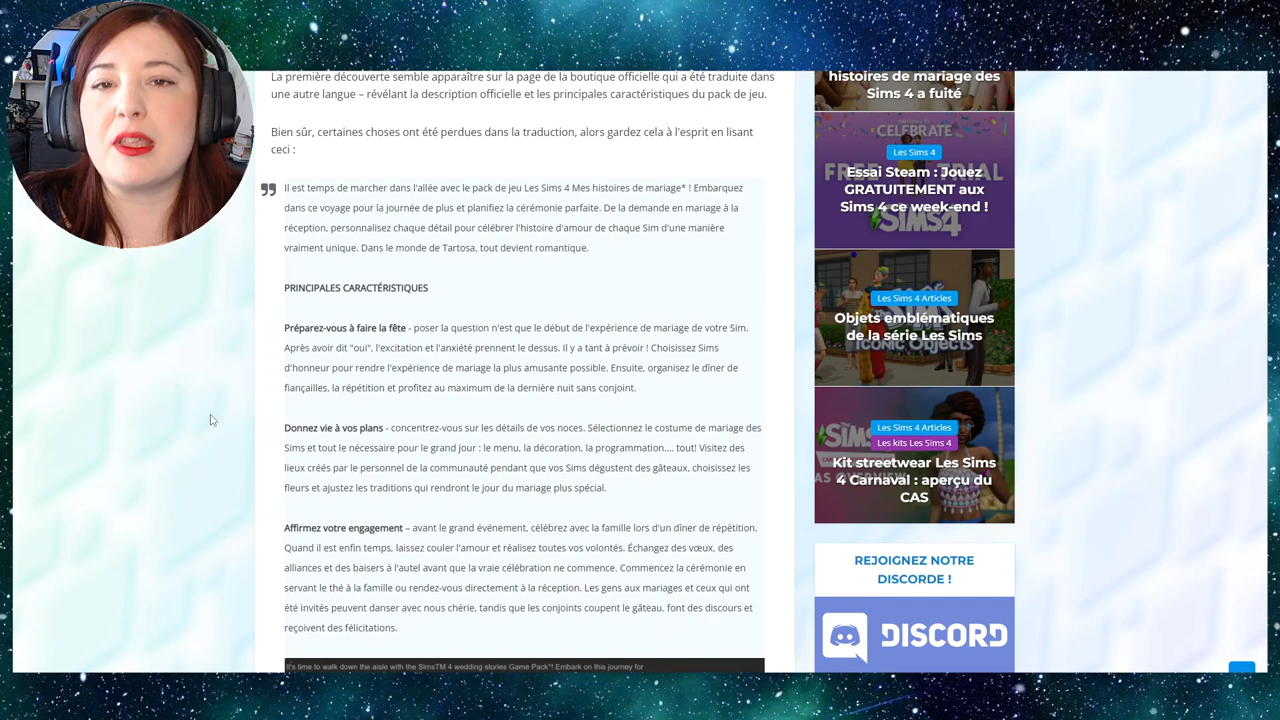 La première découverte semble apparaître sur la page de la boutique officielle qui a été traduite dans
une autre langue – révélant la description officielle et les principales caractéristiques du pack de jeu.
Bien sûr, certaines choses ont été perdues dans la traduction, alors gardez cela à l'esprit en lisant
ceci :
Il est temps de marcher dans l'allée avec le pack de jeu Les Sims 4 Mes histoires de mariage* ! Embarquez
dans ce voyage pour la journée de plus et planifiez la cérémonie parfaite. De la demande en mariage à la
réception, personnalisez chaque détail pour célébrer l'histoire d'amour de chaque Sim d'une manière
vraiment unique. Dans le monde de Tartosa, tout devient romantique.
PRINCIPALES CARACTÉRISTIQUES
Préparez-vous à faire la fête - poser la question n'est que le début de l'expérience de mariage de votre Sim.
Après avoir dit "oui", l'excitation et l'anxiété prennent le dessus. Il y a tant à prévoir ! Choisissez Sims
d'honneur pour rendre l'expérience de mariage la plus amusante possible. Ensuite, organisez le dîner de
fiançailles, la répétition et profitez au maximum de la dernière nuit sans conjoint.
Donnez vie à vos plans - concentrez-vous sur les détails de vos noces. Sélectionnez le costume de mariage des
Sims et tout le nécessaire pour le grand jour : le menu, la décoration, la programmation.... tout! Visitez des
lieux créés par le personnel de la communauté pendant que vos Sims dégustent des gâteaux, choisissez les
fleurs et ajustez les traditions qui rendront le jour du mariage plus spécial.
Affirmez votre engagement – avant le grand événement, célébrez avec la famille lors d'un dîner de répétition.
Quand il est enfin temps, laissez couler l'amour et réalisez toutes vos volontés. Échangez des vœux, des
alliances et des baisers à l'autel avant que la vraie célébration ne commence. Commencez la cérémonie en
servant le thé à la famille ou rendez-vous directement à la réception. Les gens aux mariages et ceux qui ont
été invités peuvent danser avec nous chérie, tandis que les conjoints coupent le gâteau, font des discours et
reçoivent des félicitations.
It's time to walk down the aisle with the SimsTM 4 wedding stories Game Pack*! Embark on this journey for
histoires de mariage des
Sims 4 a fuité
CELEBRATE
Les Sims 4
FREE TRIAL
Essai Steam : Jouez
GRATUITEMENT aux
Sims 4 ce week-end !
SIMS4
Les Sims 4 Articles
Objets emblématiques
de la série Les Sims
ICONIC OBJECTS
Les Sims 4 Articles
Les kits Les Sims 4
Kit streetwear Les Sims
4 Carnaval : aperçu du
CAS
REJOIGNEZ NOTRE
DISCORDE !
DISCORD